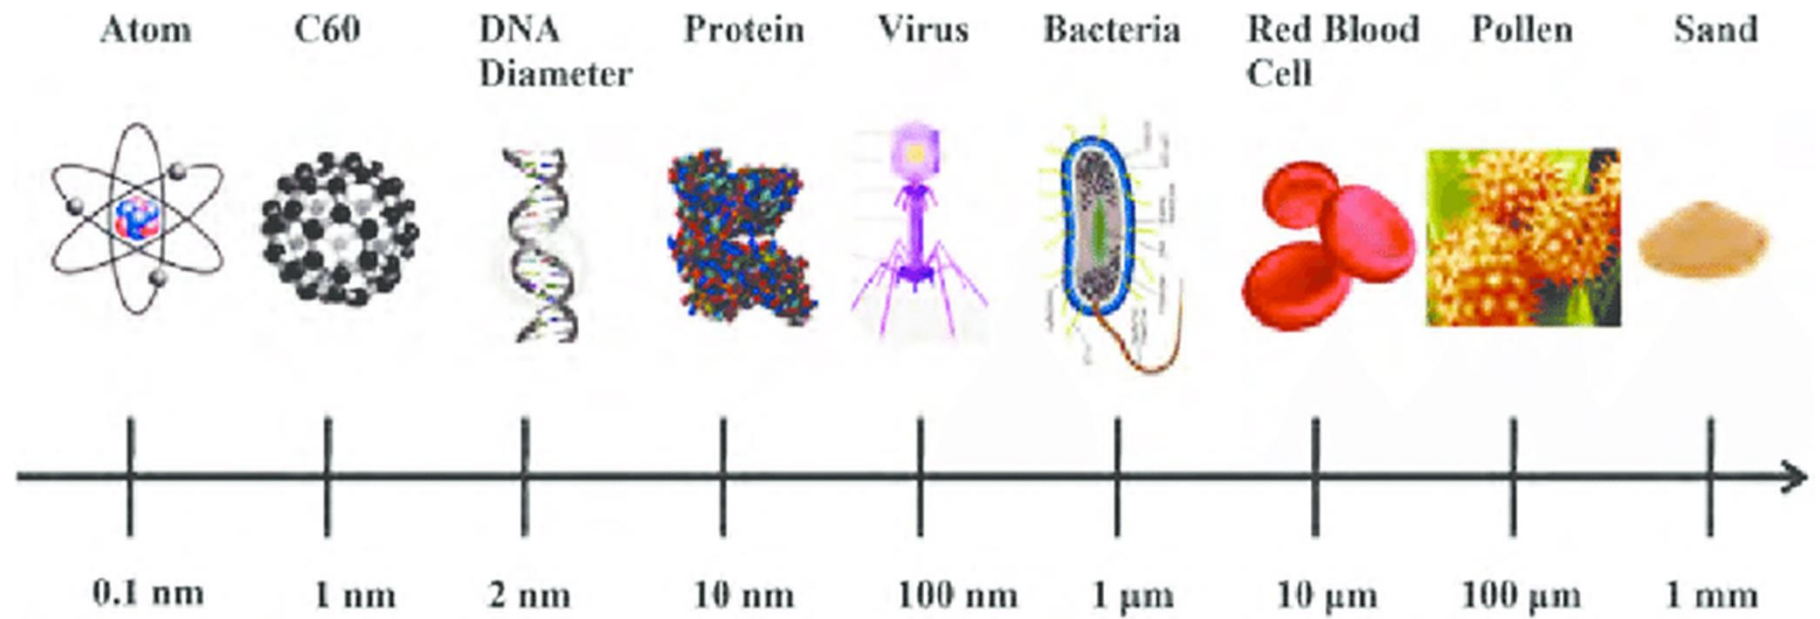 Atom
C60
DNA
Diameter
Protein
Virus
Bacteria
Red Blood
Cell
Pollen
Sand
0.1 nm
1 nm
2 nm
10 nm
100 nm
1 µm
10 µm
100 µm
1 mm